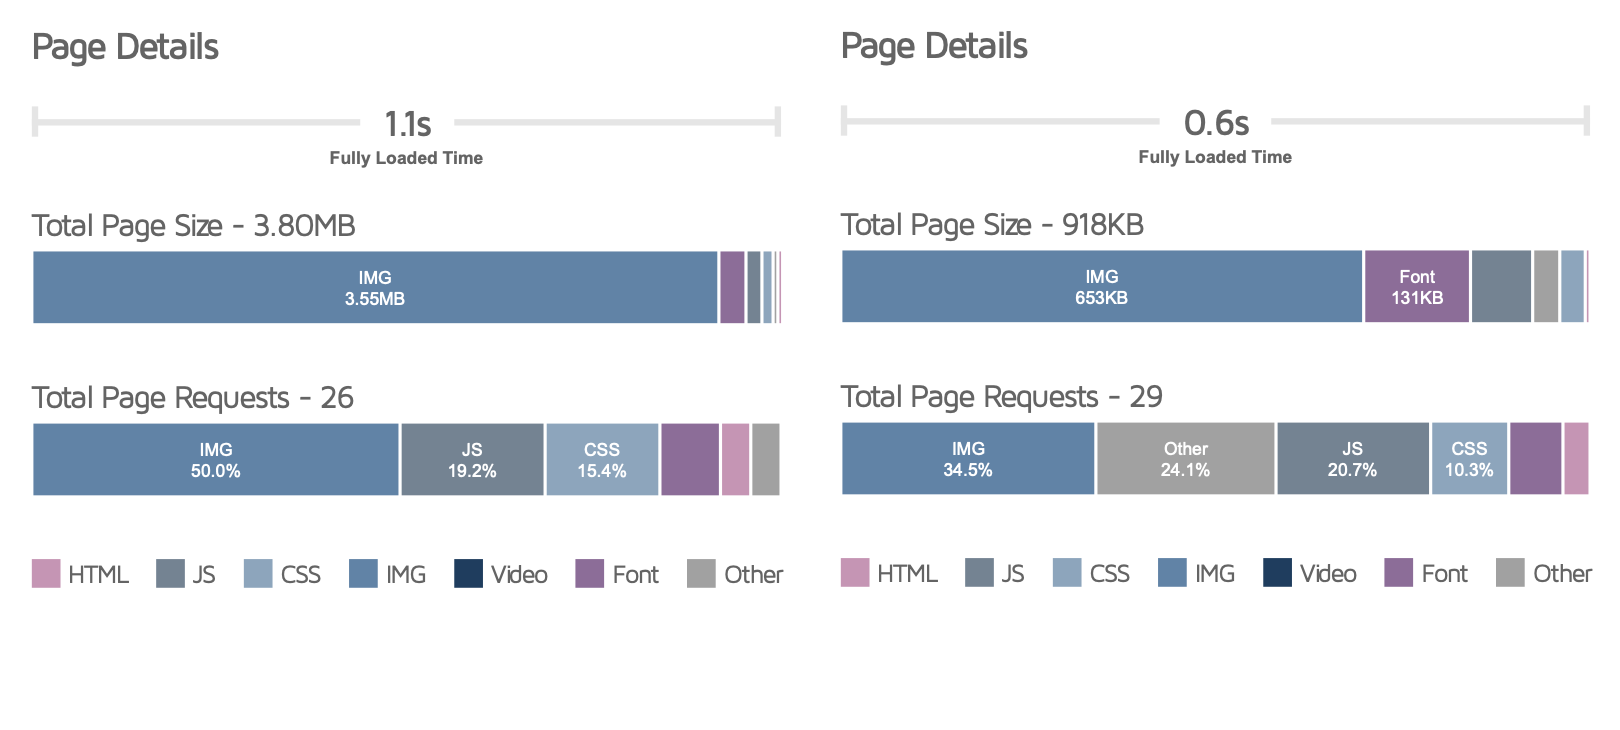 Page Details
1.1s
Fully Loaded Time
Total Page Size - 3.80MB
IMG
3.55MB
Total Page Requests - 26
IMG
50.0%
JS
19.2%
CSS
15.4%
HTML JS CSS IMG Video Font Other
Page Details
0.6s
Fully Loaded Time
Total Page Size - 918KB
IMG
653KB
Font
131KB
Total Page Requests - 29
IMG
34.5%
Other
24.1%
JS
20.7%
CSS
10.3%
HTML JS CSS IMG Video Font Other